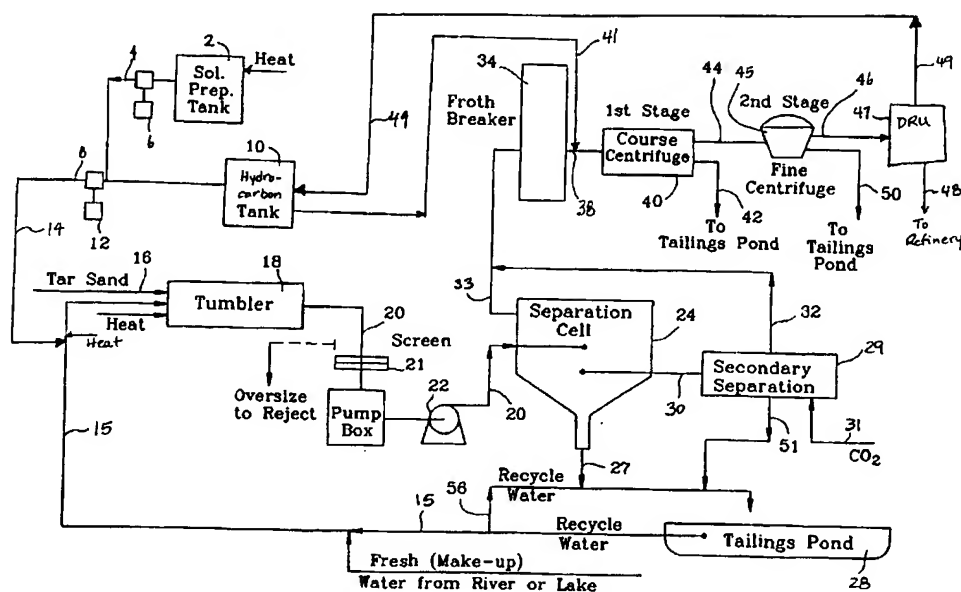 2
Sol.
Prep.
Tank
Heat
4
6
8
10
Hydro-
carbon
Tank
12
14
49
41
34
Froth
Breaker
38
1st Stage
Course
Centrifuge
40
42
To
Tailings Pond
44
45
2nd Stage
46
Fine
Centrifuge
50
To
Tailings
Pond
47
DRU
49
48
To
Refinery
16
Tar Sand
18
Tumbler
Heat
Heat
20
Screen
21
Oversize
to Reject
Pump
Box
22
20
33
Separation
Cell
24
30
32
29
Secondary
Separation
51
31
CO2
27
Recycle
Water
56
15
15
Recycle
Water
Tailings Pond
28
Fresh (Make-up)
Water from River or Lake